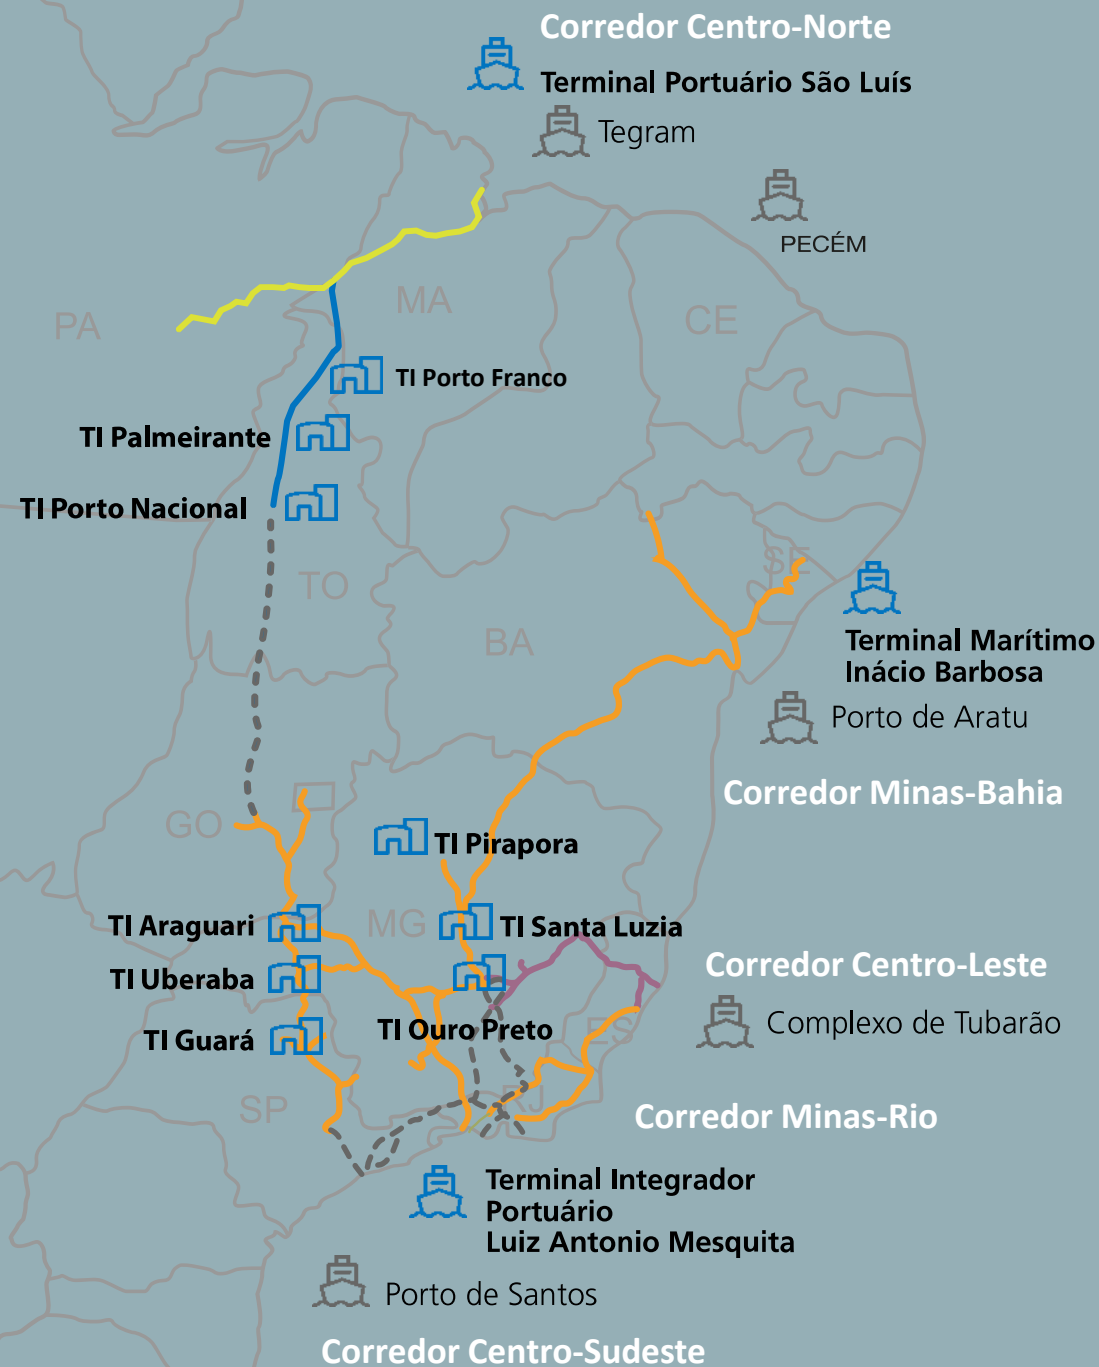 Corredor Centro-Norte
Terminal Portuário São Luís
Tegram
PECÉM
MA
PA
CE
TI Porto Franco
TI Palmeirante
TI Porto Nacional
SE
TO
BA
Terminal Marítimo
Inácio Barbosa
Porto de Aratu
Corredor Minas-Bahia
GO
TI Pirapora
MG
TI Araguari
TI Santa Luzia
Corredor Centro-Leste
TI Uberaba
Complexo de Tubarão
TI Ouro Preto
ES
TI Guará
SP
RJ
Corredor Minas-Rio
Terminal Integrador
Portuário
Luiz Antonio Mesquita
Porto de Santos
Corredor Centro-Sudeste